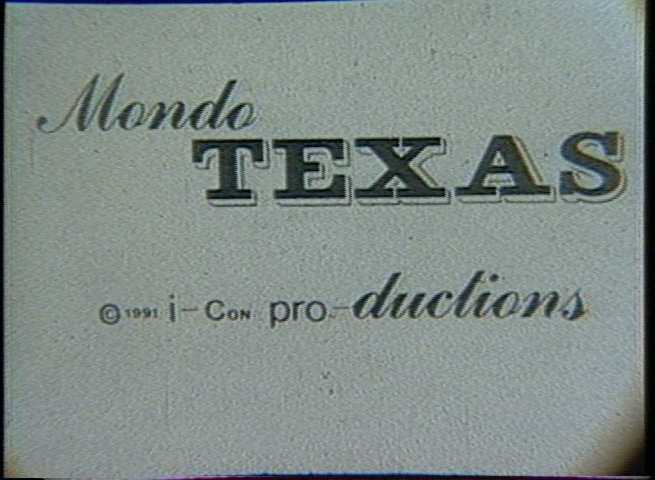 Mondo
TEXAS
© 1991 i-Con pro-ductions